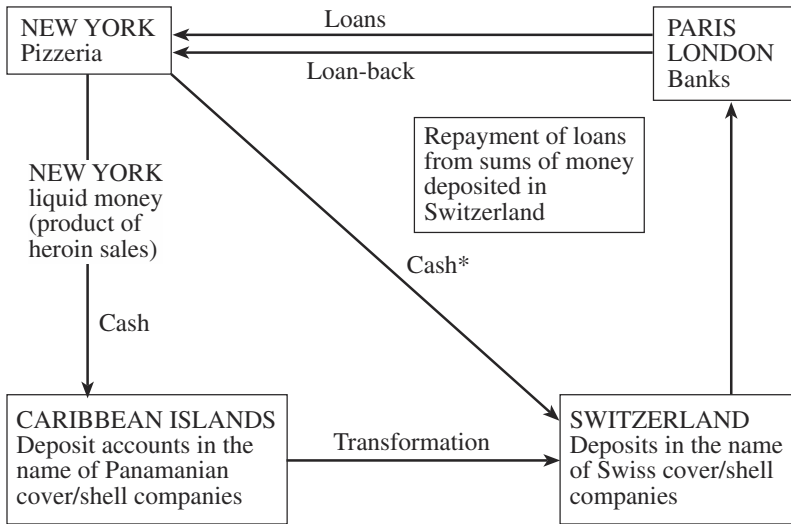 NEW YORK
Pizzeria
Loans
Loan-back
PARIS
LONDON
Banks
Repayment of loans
from sums of money
deposited in
Switzerland
NEW YORK
liquid money
(product of
heroin sales)
Cash*
Cash
CARIBBEAN ISLANDS
Deposit accounts in the
name of Panamanian
cover/shell companies
Transformation
SWITZERLAND
Deposits in the name
of Swiss cover/shell
companies